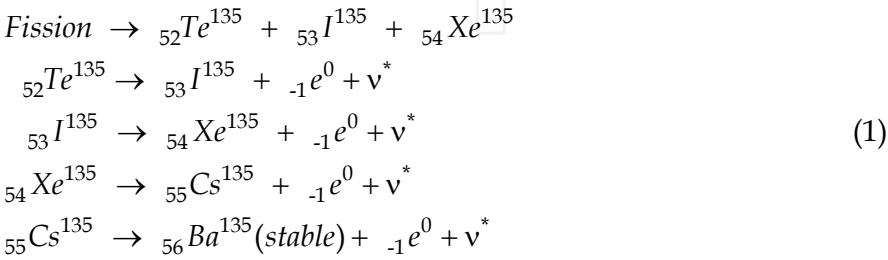 Fission → ₅₂Te¹³⁵ + ₅₃I¹³⁵ + ₅₄Xe¹³⁵
₅₂Te¹³⁵ → ₅₃I¹³⁵ + ₋₁e⁰ + ν*
₅₃I¹³⁵ → ₅₄Xe¹³⁵ + ₋₁e⁰ + ν* (1)
₅₄Xe¹³⁵ → ₅₅Cs¹³⁵ + ₋₁e⁰ + ν*
₅₅Cs¹³⁵ → ₅₆Ba¹³⁵(stable) + ₋₁e⁰ + ν*